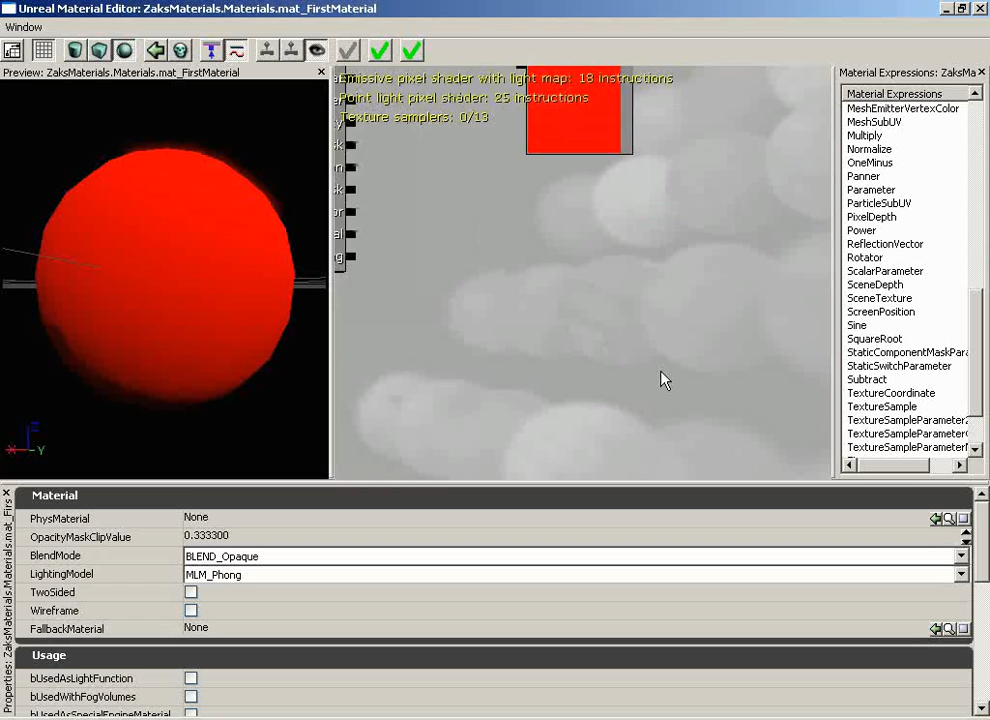 Unreal Material Editor: ZaksMaterials.Materials.mat_FirstMaterial
Window
Preview: ZaksMaterials.Materials.mat_FirstMaterial
Emissive pixel shader with light map: 18 instructions
Point light pixel shader: 25 instructions
Texture samplers: 0/13
Material Expressions: ZaksMa
Material Expressions
MeshEmitterVertexColor
MeshSubUV
Multiply
Normalize
OneMinus
Panner
Parameter
ParticleSubUV
PixelDepth
Power
ReflectionVector
Rotator
ScalarParameter
SceneDepth
SceneTexture
ScreenPosition
Sine
SquareRoot
StaticComponentMaskPara
StaticSwitchParameter
Subtract
TextureCoordinate
TextureSample
TextureSampleParameter2
TextureSampleParameter
TextureSampleParameter
Z
X
Y
Properties: ZaksMaterials.Materials.mat_Firs
Material
PhysMaterial None
OpacityMaskClipValue 0.333300
BlendMode BLEND_Opaque
LightingModel MLM_Phong
TwoSided
Wireframe
FallbackMaterial None
Usage
bUsedAsLightFunction
bUsedWithFogVolumes
bUsedAsSpecialEngineMaterial